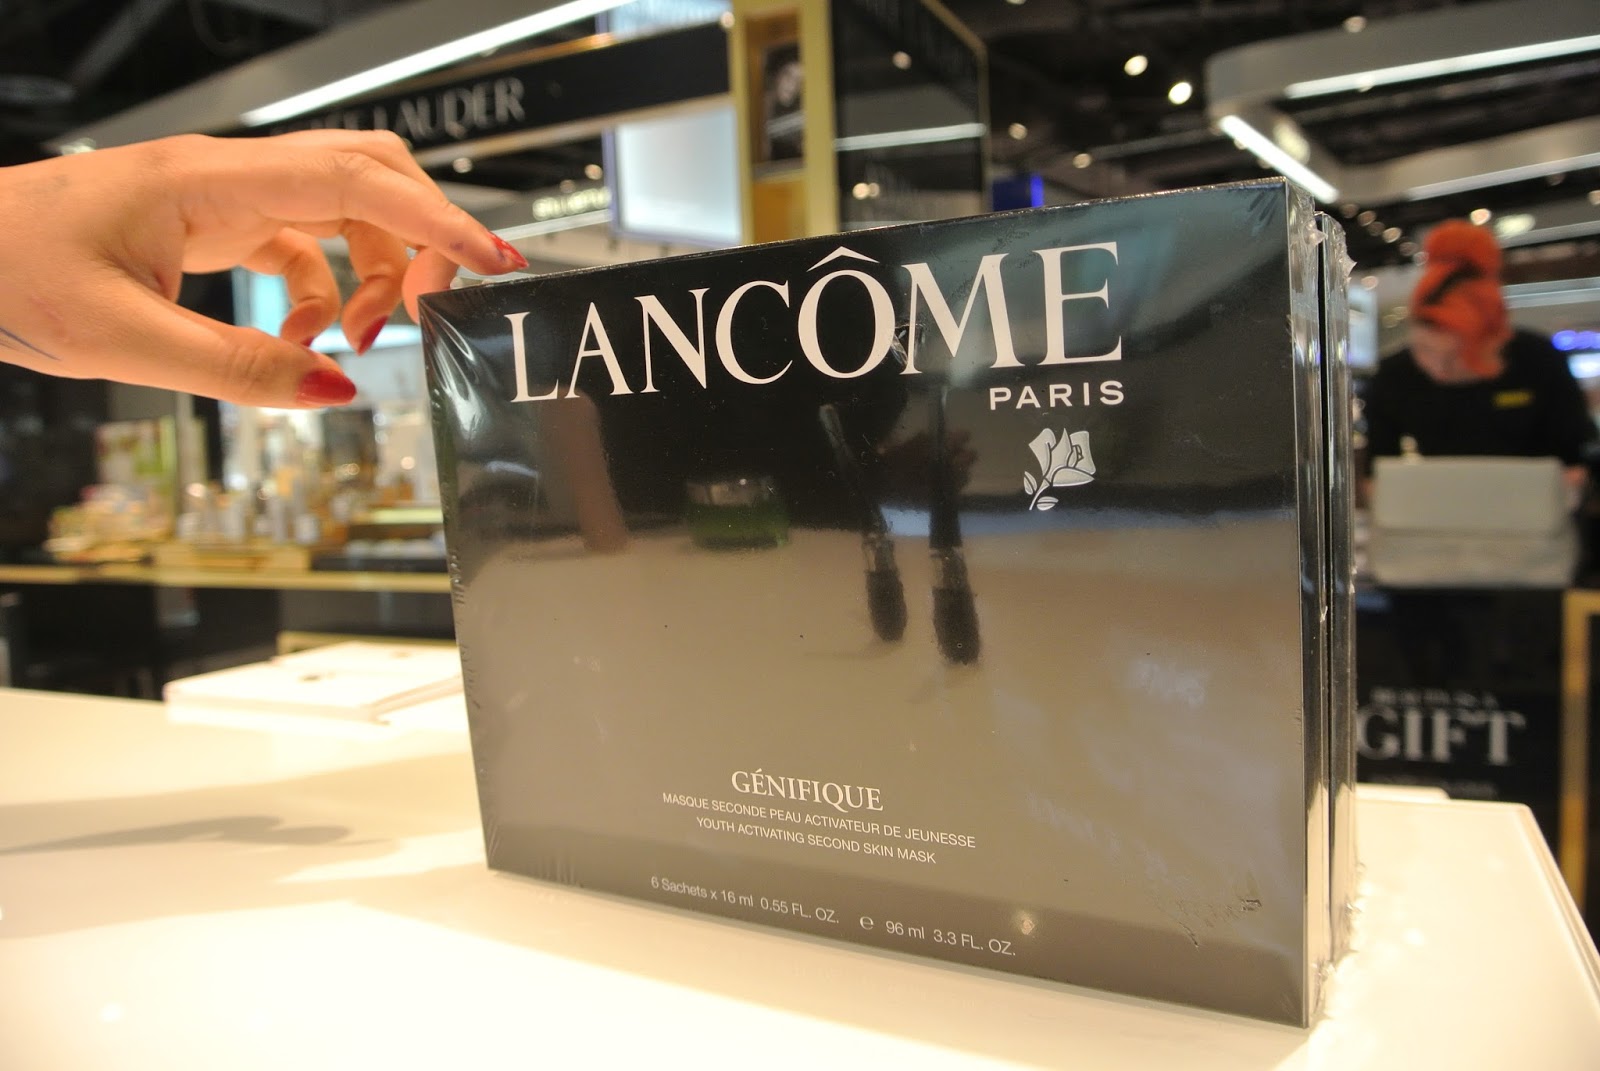 LAUDER
LANCÔME
PARIS
GÉNIFIQUE
MASQUE SECONDE PEAU ACTIVATEUR DE JEUNESSE
YOUTH ACTIVATING SECOND SKIN MASK
6 Sachets x 16 ml 0.55 FL. OZ. ℮ 96 ml 3.3 FL. OZ.
GIFT